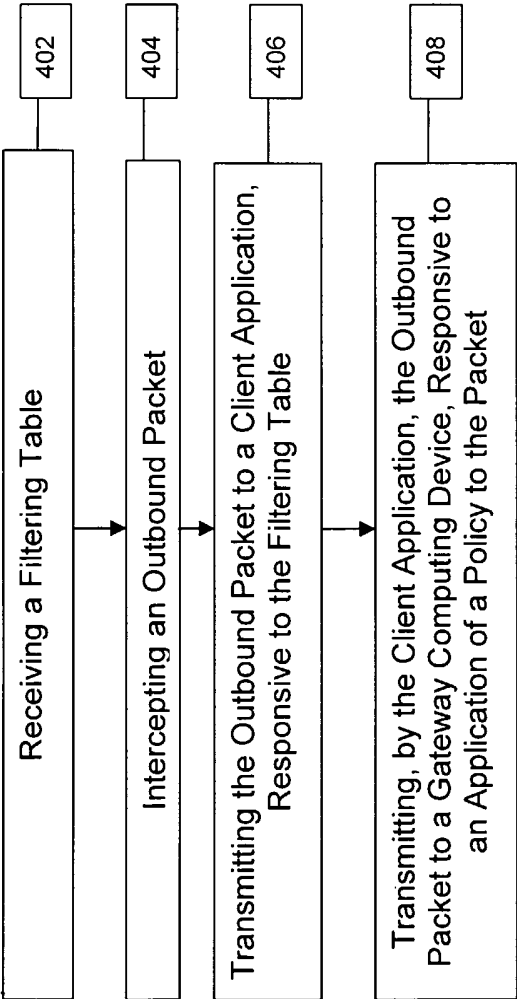 Receiving a Filtering Table
402
Intercepting an Outbound Packet
404
Transmitting the Outbound Packet to a Client Application,
Responsive to the Filtering Table
406
Transmitting, by the Client Application, the Outbound
Packet to a Gateway Computing Device, Responsive to
an Application of a Policy to the Packet
408